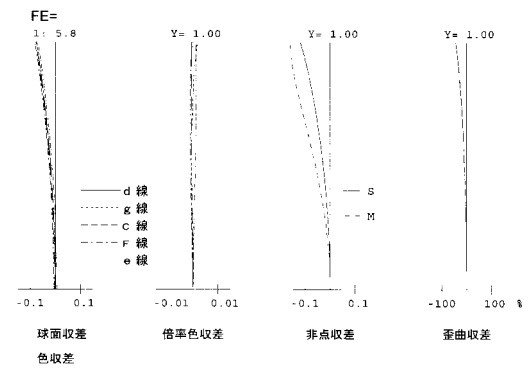 FE=
1: 5.8
Y= 1.00
Y= 1.00
Y= 1.00
d 線
g 線
C 線
F 線
e 線
S
M
-0.1 0.1
-0.01 0.01
-0.1 0.1
-100 100 %
球面収差
倍率色収差
非点収差
歪曲収差
色収差